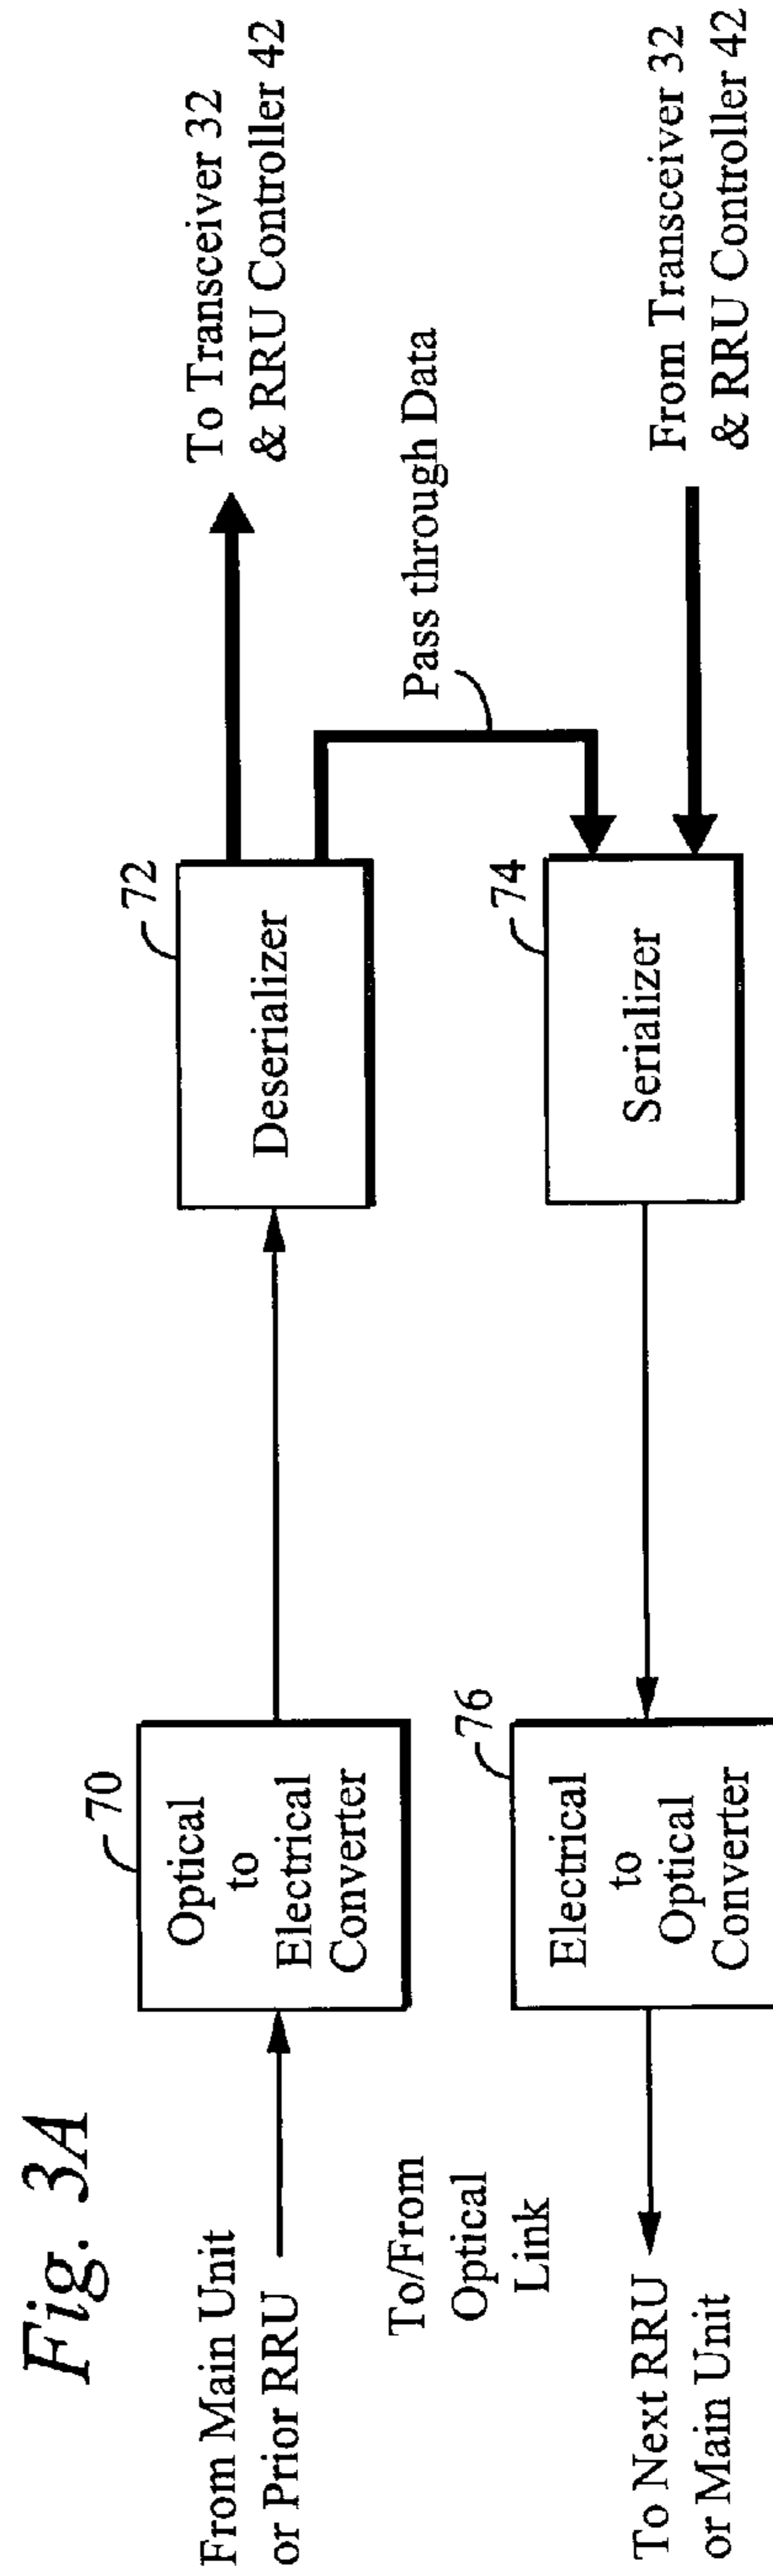 Fig. 3A
From Main Unit
or Prior RRU
70
Optical
to
Electrical
Converter
72
Deserializer
To Transceiver 32
& RRU Controller 42
Pass through Data
To/From
Optical
Link
To Next RRU
or Main Unit
76
Electrical
to
Optical
Converter
74
Serializer
From Transceiver 32
& RRU Controller 42